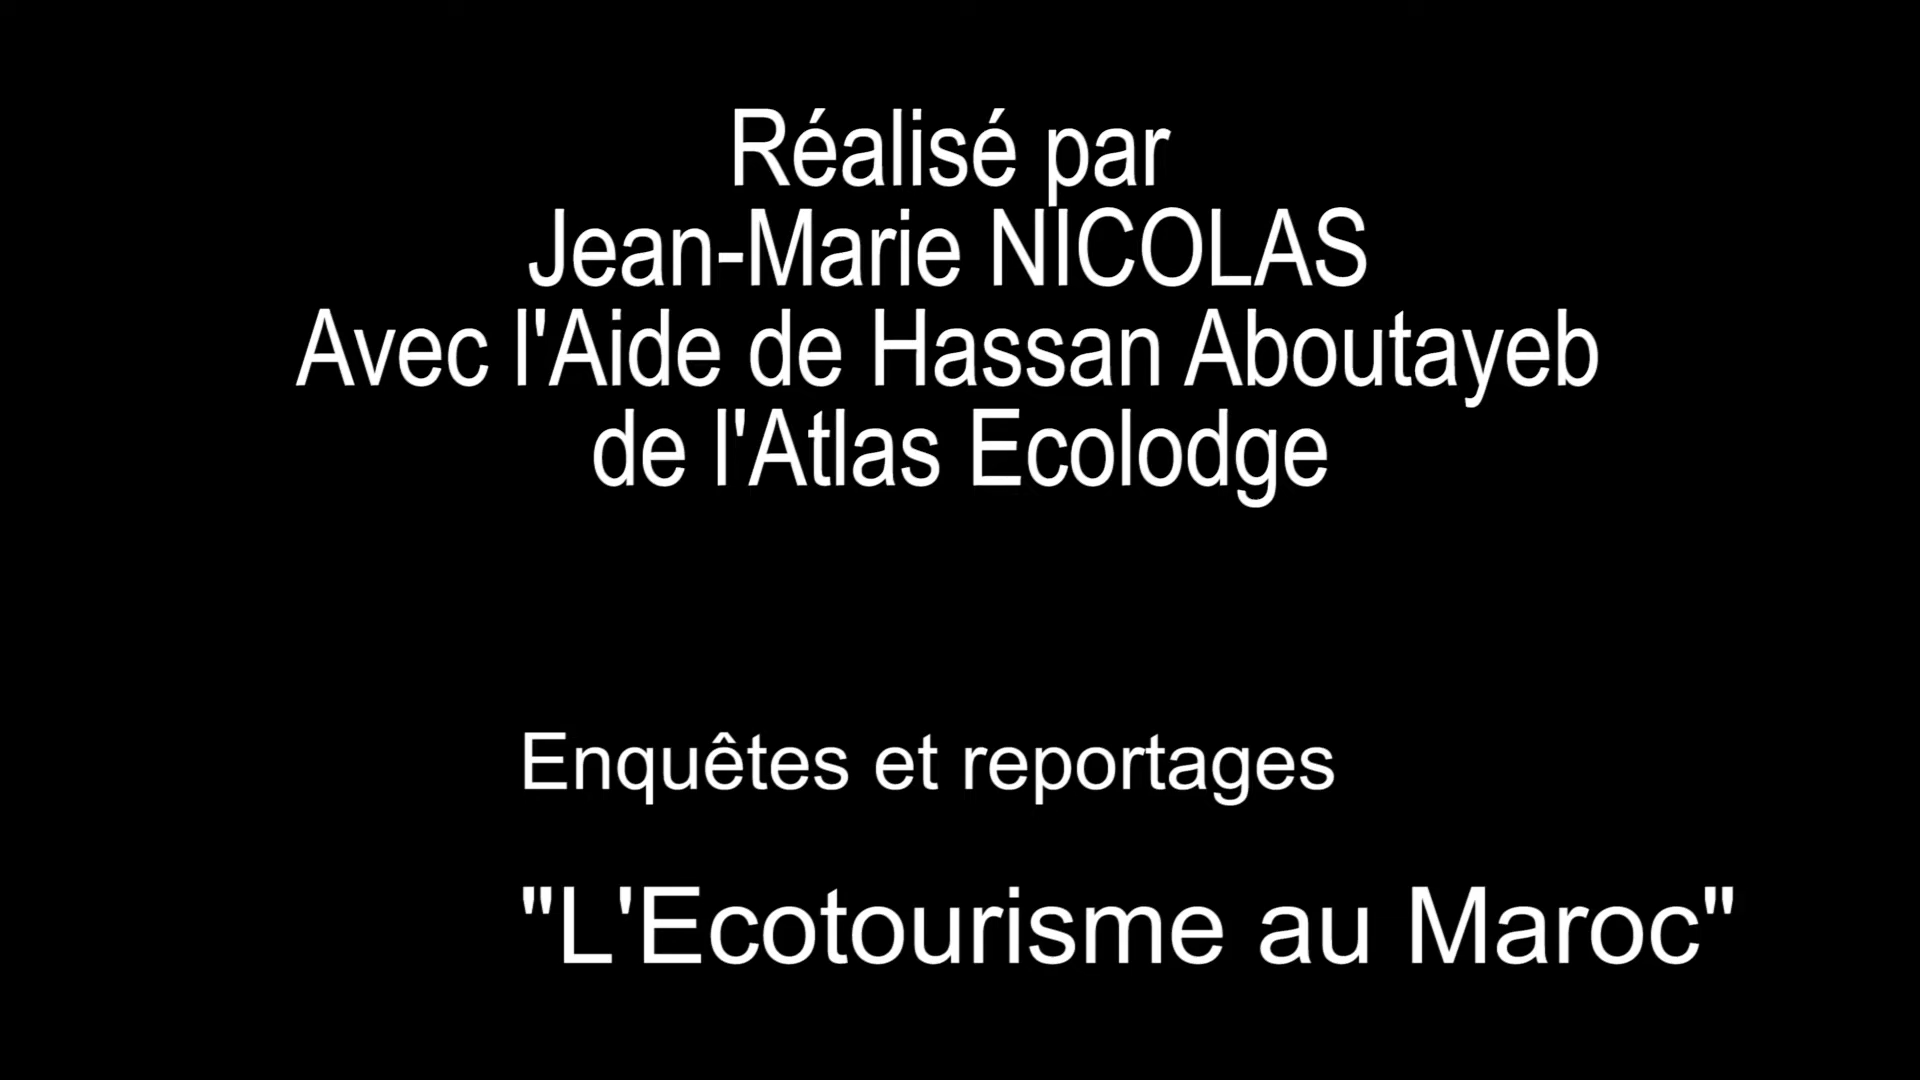 Réalisé par
Jean-Marie NICOLAS
Avec l'Aide de Hassan Aboutayeb
de l'Atlas Ecolodge
Enquêtes et reportages
"L'Ecotourisme au Maroc"